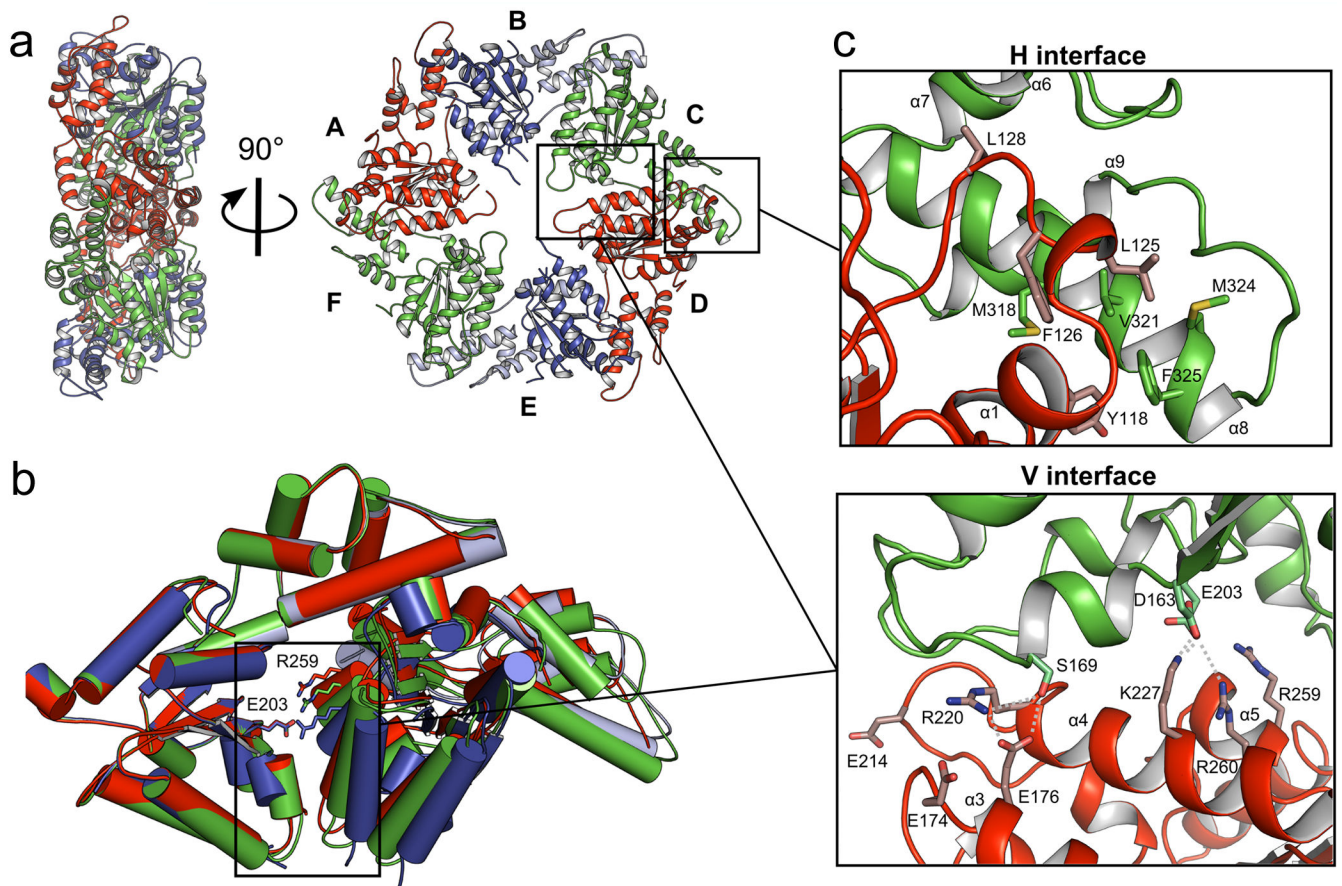 a
90°
A
B
C
D
E
F
b
R259
E203
c
H interface
α7
α6
L128
α9
L125
M324
M318
F126
V321
F325
α1
Y118
α8
V interface
E203
D163
S169
R259
K227
R220
α4
α5
E214
R260
E176
α3
E174